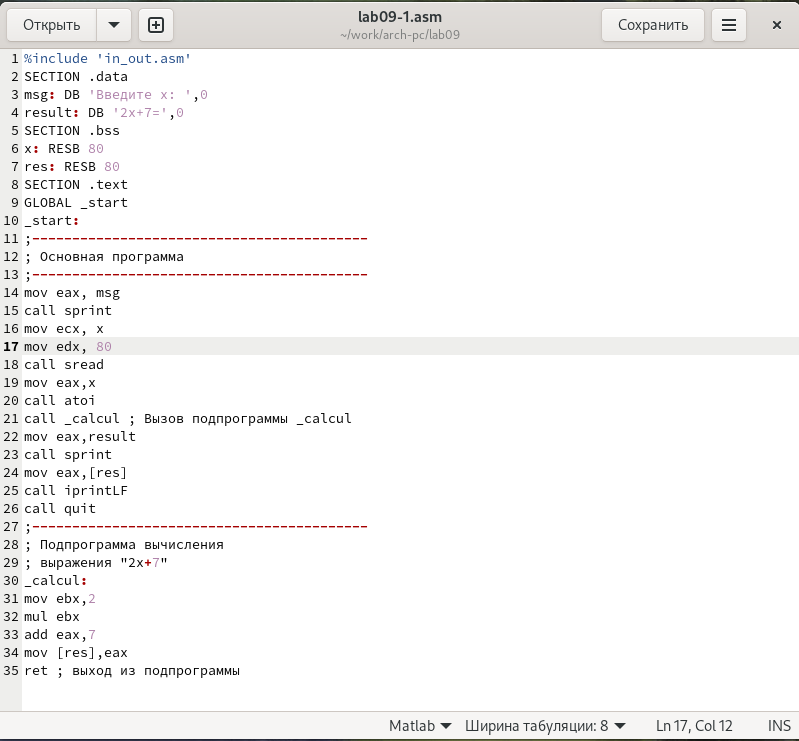 Открыть
lab09-1.asm
~/work/arch-pc/lab09
Сохранить
1 %include 'in_out.asm'
2 SECTION .data
3 msg: DB 'Введите x: ',0
4 result: DB '2x+7=',0
5 SECTION .bss
6 x: RESB 80
7 res: RESB 80
8 SECTION .text
9 GLOBAL _start
10 _start:
11 ;------------------------------------------
12 ; Основная программа
13 ;------------------------------------------
14 mov eax, msg
15 call sprint
16 mov ecx, x
17 mov edx, 80
18 call sread
19 mov eax,x
20 call atoi
21 call _calcul ; Вызов подпрограммы _calcul
22 mov eax,result
23 call sprint
24 mov eax,[res]
25 call iprintLF
26 call quit
27 ;------------------------------------------
28 ; Подпрограмма вычисления
29 ; выражения "2x+7"
30 _calcul:
31 mov ebx,2
32 mul ebx
33 add eax,7
34 mov [res],eax
35 ret ; выход из подпрограммы
Matlab Ширина табуляции: 8 Ln 17, Col 12 INS